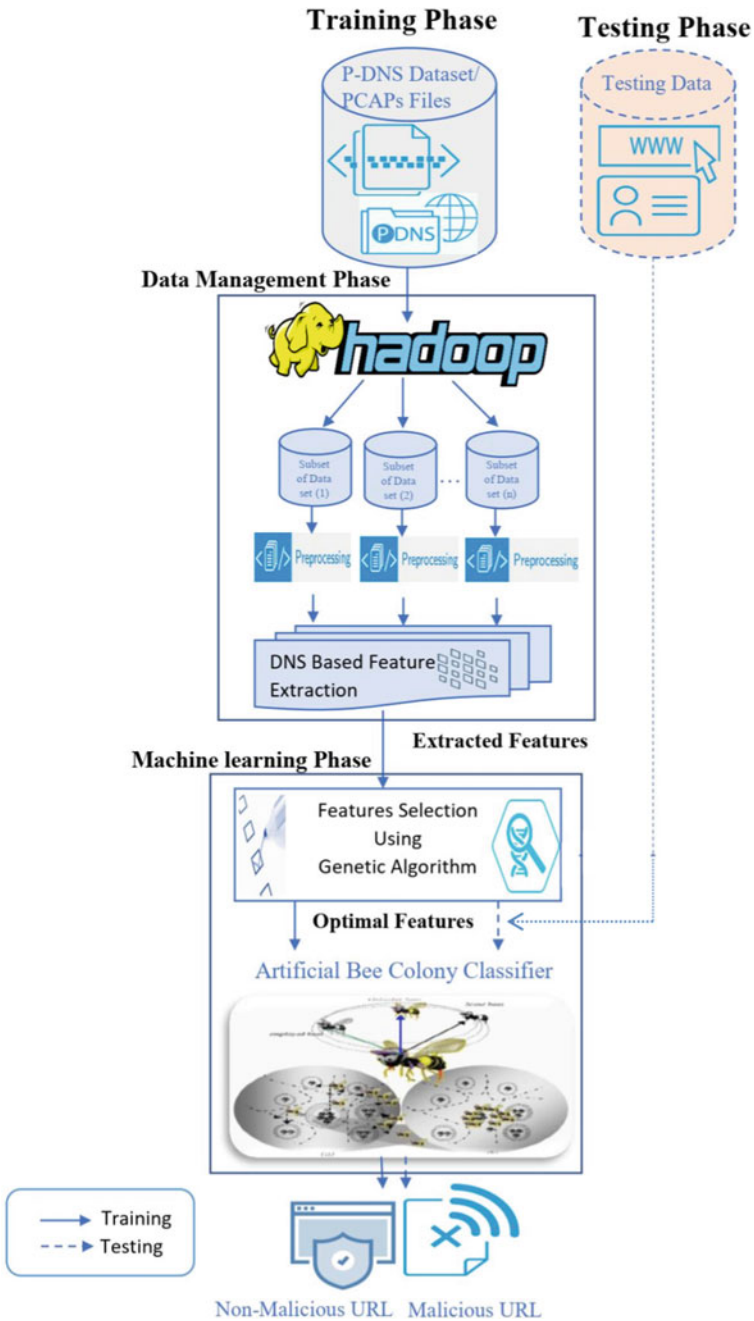 Training Phase
Testing Phase
P-DNS Dataset/
PCAPs Files
PDNS
Testing Data
WWW
Data Management Phase
hadoop
Subset
of Data
set (1)
Subset
of Data
set (2)
...
Subset
of Data
set (n)
Preprocessing
Preprocessing
Preprocessing
DNS Based Feature
Extraction
Extracted Features
Machine learning Phase
Features Selection
Using
Genetic Algorithm
Optimal Features
Artificial Bee Colony Classifier
employed bees
Training
Testing
Non-Malicious URL
Malicious URL